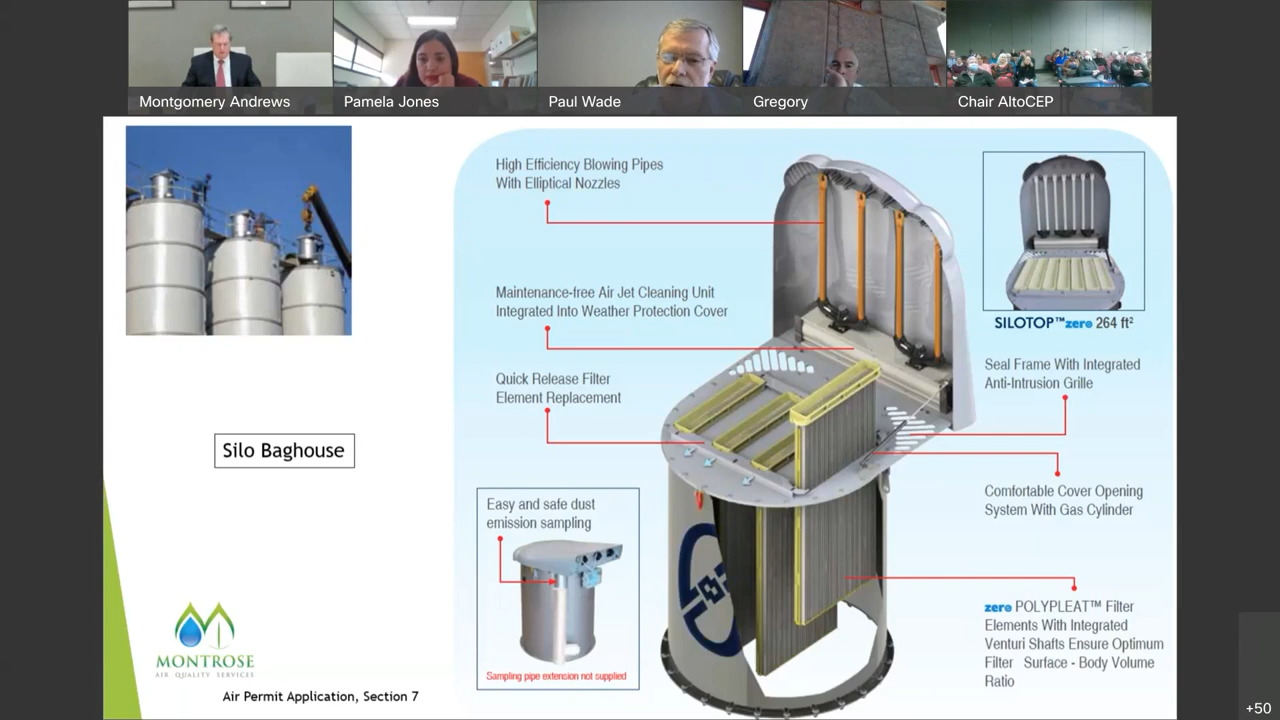 Montgomery Andrews
Pamela Jones
Paul Wade
Gregory
Chair AltoCEP
High Efficiency Blowing Pipes
With Elliptical Nozzles
Maintenance-free Air Jet Cleaning Unit
Integrated Into Weather Protection Cover
Quick Release Filter
Element Replacement
SILOTOP™zero 264 ft²
Seal Frame With Integrated
Anti-Intrusion Grille
Silo Baghouse
Comfortable Cover Opening
System With Gas Cylinder
Easy and safe dust
emission sampling
Sampling pipe extension not supplied
zero POLYPLEAT™ Filter
Elements With Integrated
Venturi Shafts Ensure Optimum
Filter Surface - Body Volume
Ratio
MONTROSE
AIR QUALITY SERVICES
Air Permit Application, Section 7
+50